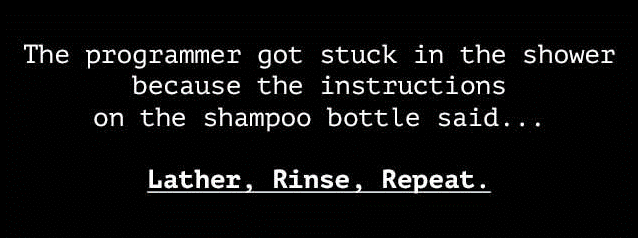 The programmer got stuck in the shower
because the instructions
on the shampoo bottle said...
Lather, Rinse, Repeat.